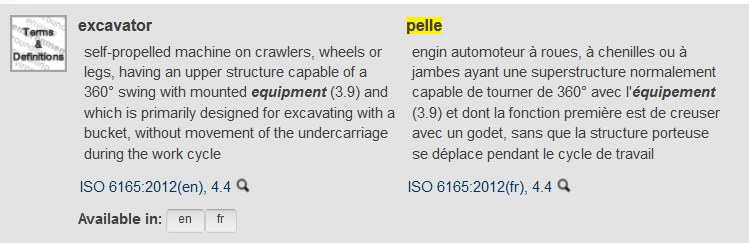 Terms
&
Definitions
excavator
self-propelled machine on crawlers, wheels or
legs, having an upper structure capable of a
360° swing with mounted equipment (3.9) and
which is primarily designed for excavating with a
bucket, without movement of the undercarriage
during the work cycle
ISO 6165:2012(en), 4.4
Available in: en fr
pelle
engin automoteur à roues, à chenilles ou à
jambes ayant une superstructure normalement
capable de tourner de 360° avec l'équipement
(3.9) et dont la fonction première est de creuser
avec un godet, sans que la structure porteuse
se déplace pendant le cycle de travail
ISO 6165:2012(fr), 4.4